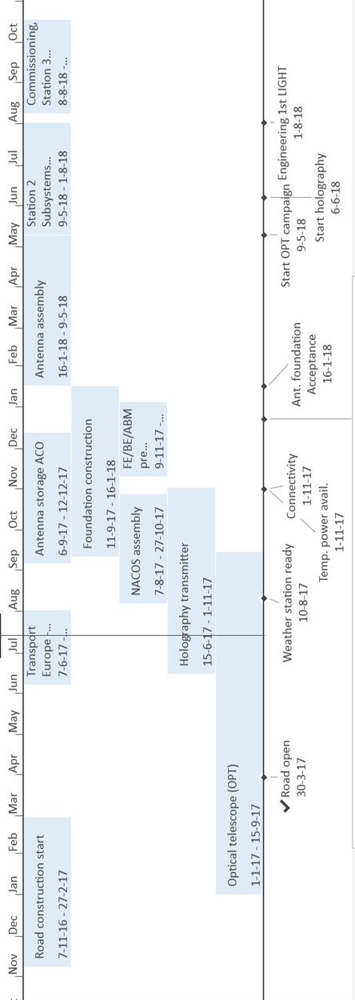 Nov
Dec
Jan
Feb
Mar
Apr
May
Jun
Jul
Aug
Sep
Oct
Nov
Dec
Jan
Feb
Mar
Apr
May
Jun
Jul
Aug
Sep
Oct
Road construction start
7-11-16 - 27-2-17
Transport
Europe -...
7-6-17 -...
Antenna storage ACO
6-9-17 - 12-12-17
Antenna assembly
16-1-18 - 9-5-18
Station 2
Subsystems...
9-5-18 - 1-8-18
Commissioning,
Station 3...
8-8-18 -...
Foundation construction
11-9-17 - 16-1-18
NACOS assembly
7-8-17 - 27-10-17
FE/BE/ABM
pre...
9-11-17 -...
Holography transmitter
15-6-17 - 1-11-17
Optical telescope (OPT)
1-1-17 - 15-9-17
Road open
30-3-17
Weather station ready
10-8-17
Connectivity
1-11-17
Temp. power avail.
1-11-17
Ant. foundation
Acceptance
16-1-18
Start OPT campaign
9-5-18
Start holography
6-6-18
Engineering 1st LIGHT
1-8-18